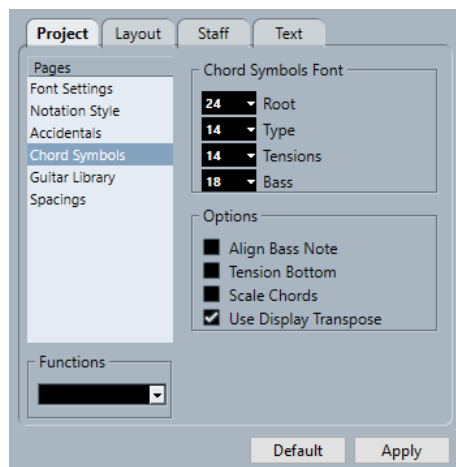 Project Layout Staff Text
Pages
Font Settings
Notation Style
Accidentals
Chord Symbols
Guitar Library
Spacings
Functions
Chord Symbols Font
24 Root
14 Type
14 Tensions
18 Bass
Options
Align Bass Note
Tension Bottom
Scale Chords
Use Display Transpose
Default Apply